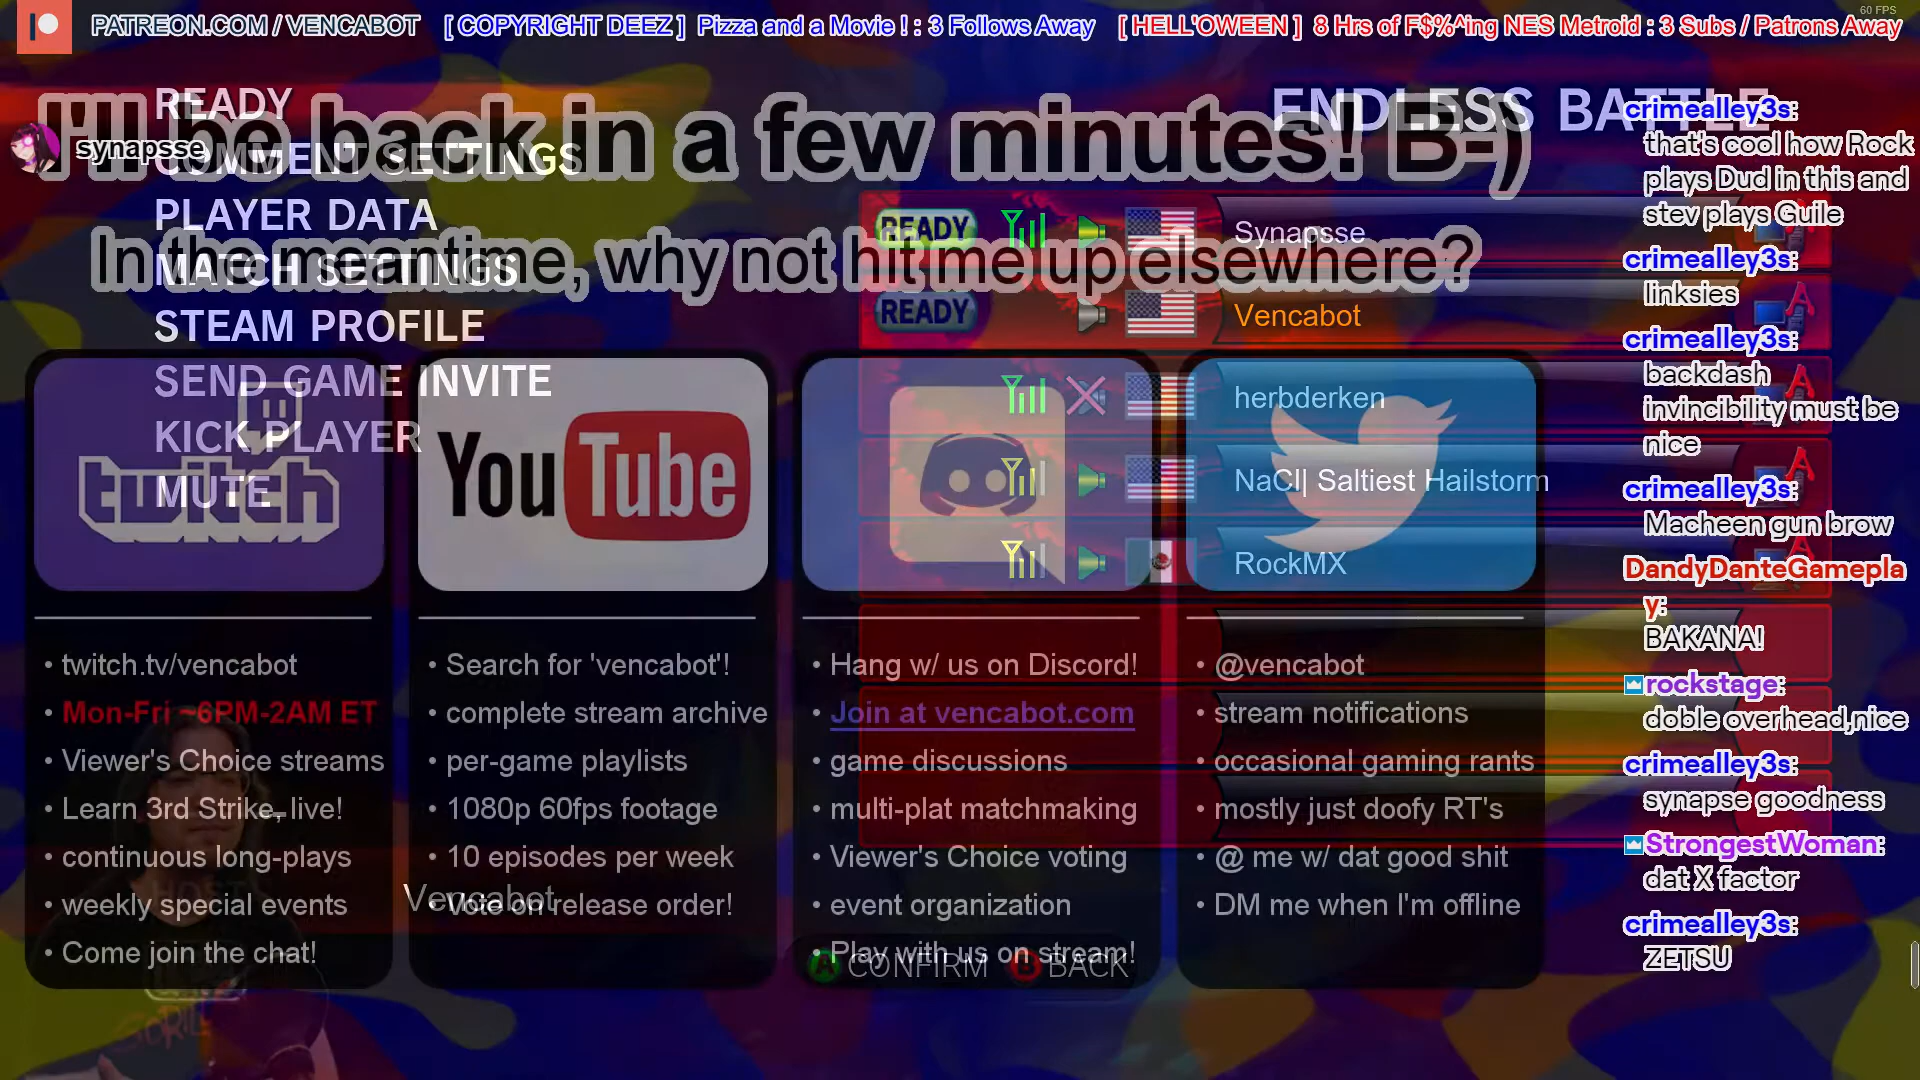 60 FPS
PATREON.COM / VENCABOT [ COPYRIGHT DEEZ ] Pizza and a Movie ! : 3 Follows Away [ HELL'OWEEN ] 8 Hrs of F$%^ing NES Metroid : 3 Subs / Patrons Away
I'll be back in a few minutes! B-)
In the meantime, why not hit me up elsewhere?
synapsse
READY
COMMENT SETTINGS
PLAYER DATA
MATCH SETTINGS
STEAM PROFILE
SEND GAME INVITE
KICK PLAYER
MUTE
ENDLESS BATTLE
READY Synapsse
READY Vencabot
herbderken
NaCl| Saltiest Hailstorm
RockMX
twitch
YouTube
• twitch.tv/vencabot
• Mon-Fri ~6PM-2AM ET
• Viewer's Choice streams
• Learn 3rd Strike, live!
• continuous long-plays
• weekly special events
• Come join the chat!
• Search for 'vencabot'!
• complete stream archive
• per-game playlists
• 1080p 60fps footage
• 10 episodes per week
• Vote on release order!
• Hang w/ us on Discord!
• Join at vencabot.com
• game discussions
• multi-plat matchmaking
• Viewer's Choice voting
• event organization
• Play with us on stream!
• @vencabot
• stream notifications
• occasional gaming rants
• mostly just doofy RT's
• @ me w/ dat good shit
• DM me when I'm offline
Vencabot
A CONFIRM B BACK
crimealley3s:
that's cool how Rock
plays Dud in this and
stev plays Guile
crimealley3s:
linksies
crimealley3s:
backdash
invincibility must be
nice
crimealley3s:
Macheen gun brow
DandyDanteGamepla
y:
BAKANA!
rockstage:
doble overhead,nice
crimealley3s:
synapse goodness
StrongestWoman:
dat X factor
crimealley3s:
ZETSU